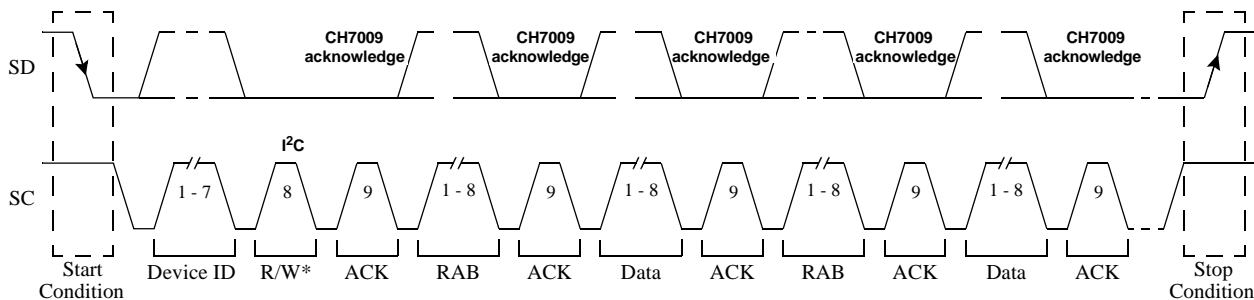 CH7009 acknowledge CH7009 acknowledge CH7009 acknowledge CH7009 acknowledge CH7009 acknowledge
SD
I²C
SC 1 - 7 8 9 1 - 8 9 1 - 8 9 1 - 8 9 1 - 8 9
Start Condition Device ID R/W* ACK RAB ACK Data ACK RAB ACK Data ACK Stop Condition